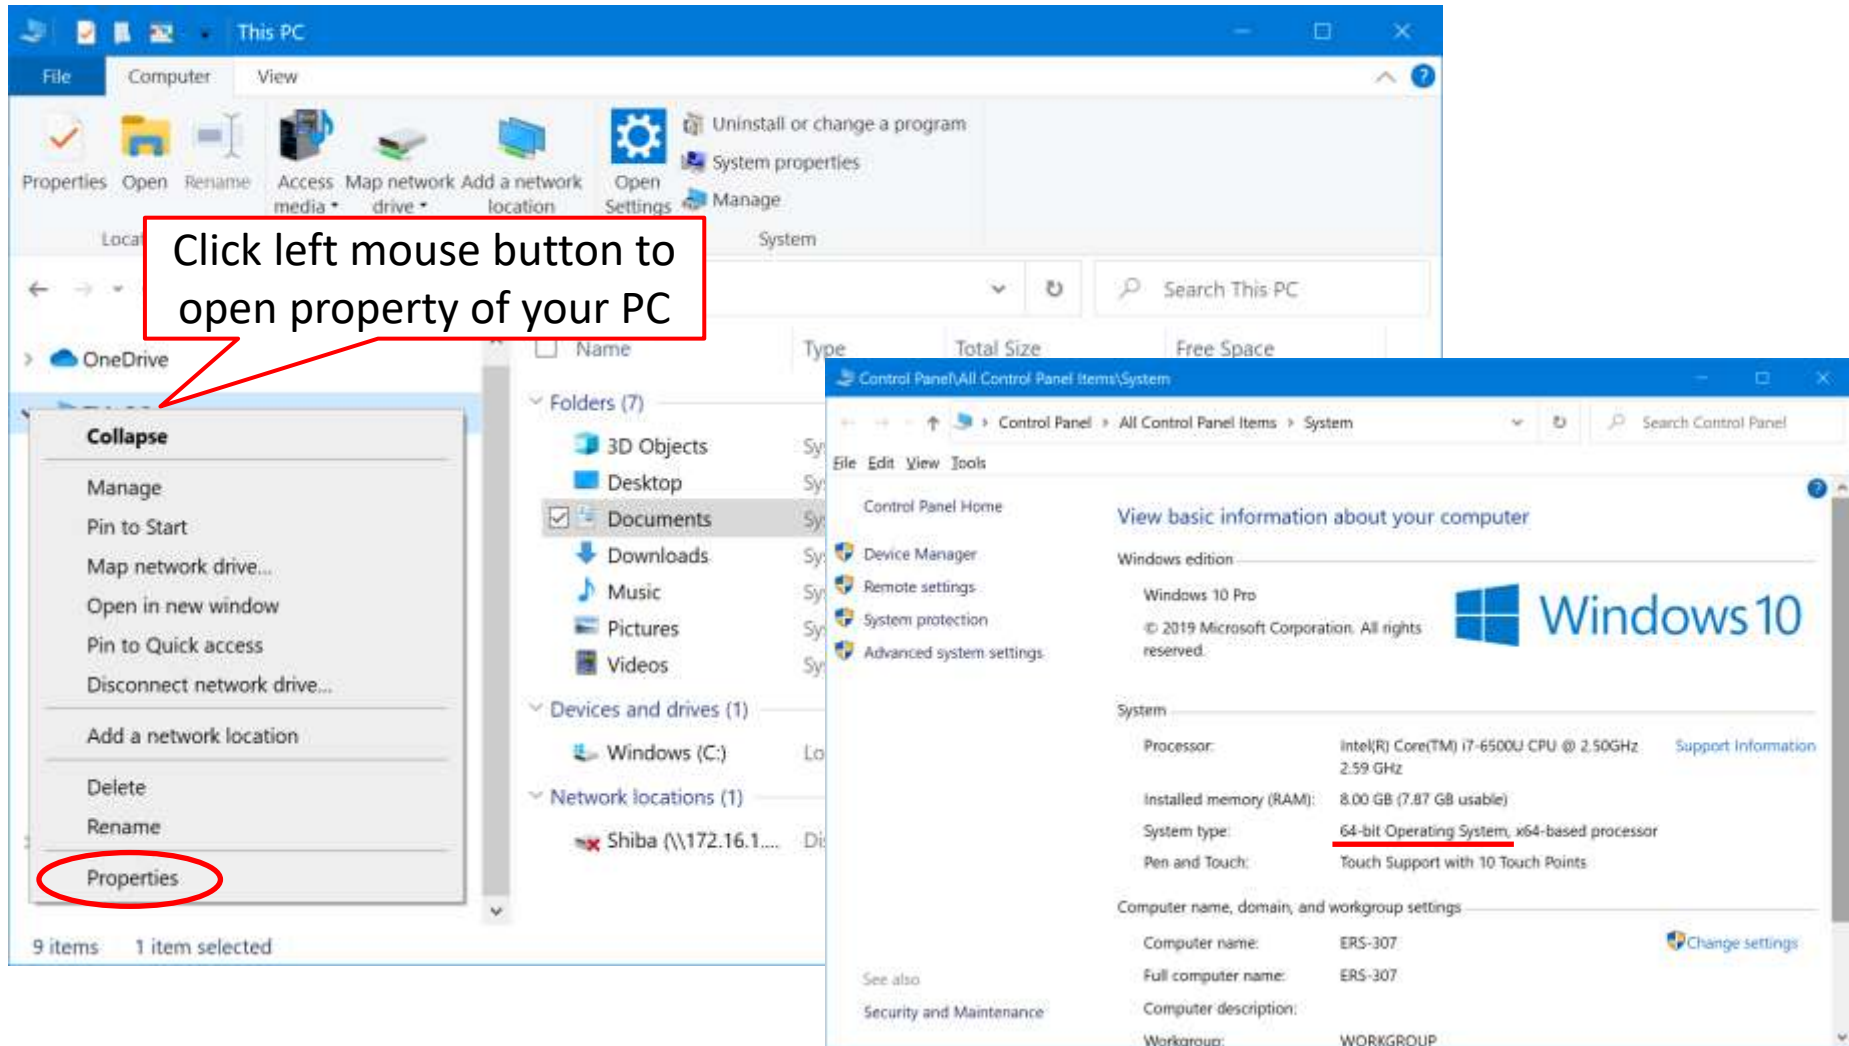 This PC
File Computer View
Uninstall or change a program
System properties
Manage
Properties Open Rename Access media Map network drive Add a network location Open Settings
System
Click left mouse button to
open property of your PC
Search This PC
OneDrive
Name Type Total Size Free Space
Collapse
Manage
Pin to Start
Map network drive...
Open in new window
Pin to Quick access
Disconnect network drive...
Add a network location
Delete
Rename
Properties
Folders (7)
3D Objects
Desktop
Documents
Downloads
Music
Pictures
Videos
Devices and drives (1)
Windows (C:)
Network locations (1)
Shiba (\\172.16.1....
9 items 1 item selected
Control Panel\All Control Panel Items\System
Control Panel All Control Panel Items System
Search Control Panel
File Edit View Tools
Control Panel Home
Device Manager
Remote settings
System protection
Advanced system settings
See also
Security and Maintenance
View basic information about your computer
Windows edition
Windows 10 Pro
© 2019 Microsoft Corporation. All rights
reserved.
Windows 10
System
Processor: Intel(R) Core(TM) i7-6500U CPU @ 2.50GHz Support Information
2.59 GHz
Installed memory (RAM): 8.00 GB (7.87 GB usable)
System type: 64-bit Operating System, x64-based processor
Pen and Touch: Touch Support with 10 Touch Points
Computer name, domain, and workgroup settings
Computer name: ERS-307 Change settings
Full computer name: ERS-307
Computer description:
Workgroup: WORKGROUP